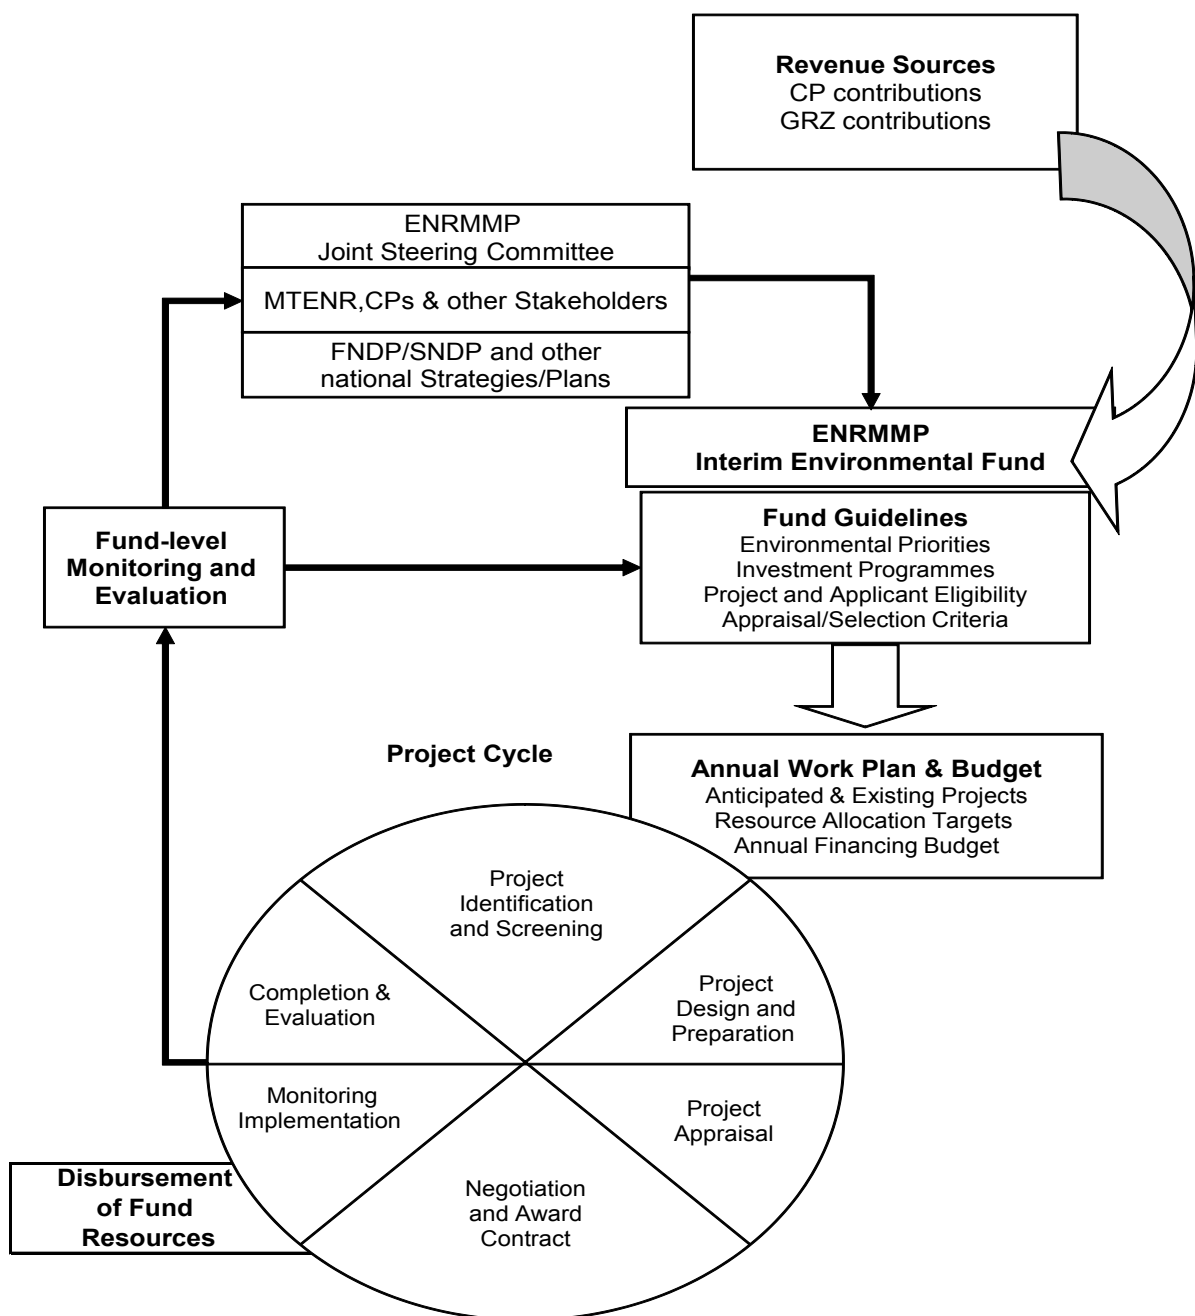 Revenue Sources
CP contributions
GRZ contributions
ENRMMP
Joint Steering Committee
MTENR,CPs & other Stakeholders
FNDP/SNDP and other
national Strategies/Plans
ENRMMP
Interim Environmental Fund
Fund Guidelines
Environmental Priorities
Investment Programmes
Project and Applicant Eligibility
Appraisal/Selection Criteria
Fund-level
Monitoring and
Evaluation
Annual Work Plan & Budget
Anticipated & Existing Projects
Resource Allocation Targets
Annual Financing Budget
Project Cycle
Project
Identification
and Screening
Project
Design and
Preparation
Project
Appraisal
Negotiation
and Award
Contract
Monitoring
Implementation
Completion &
Evaluation
Disbursement
of Fund
Resources